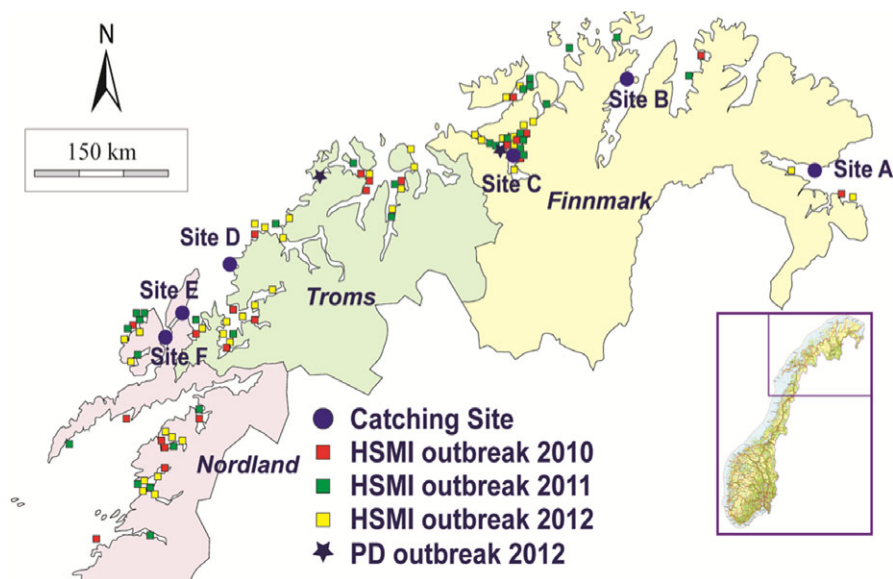 N
150 km
Site B
Site A
Site C
Finnmark
Site D
Site E
Troms
Site F
Nordland
Catching Site
HSMI outbreak 2010
HSMI outbreak 2011
HSMI outbreak 2012
PD outbreak 2012